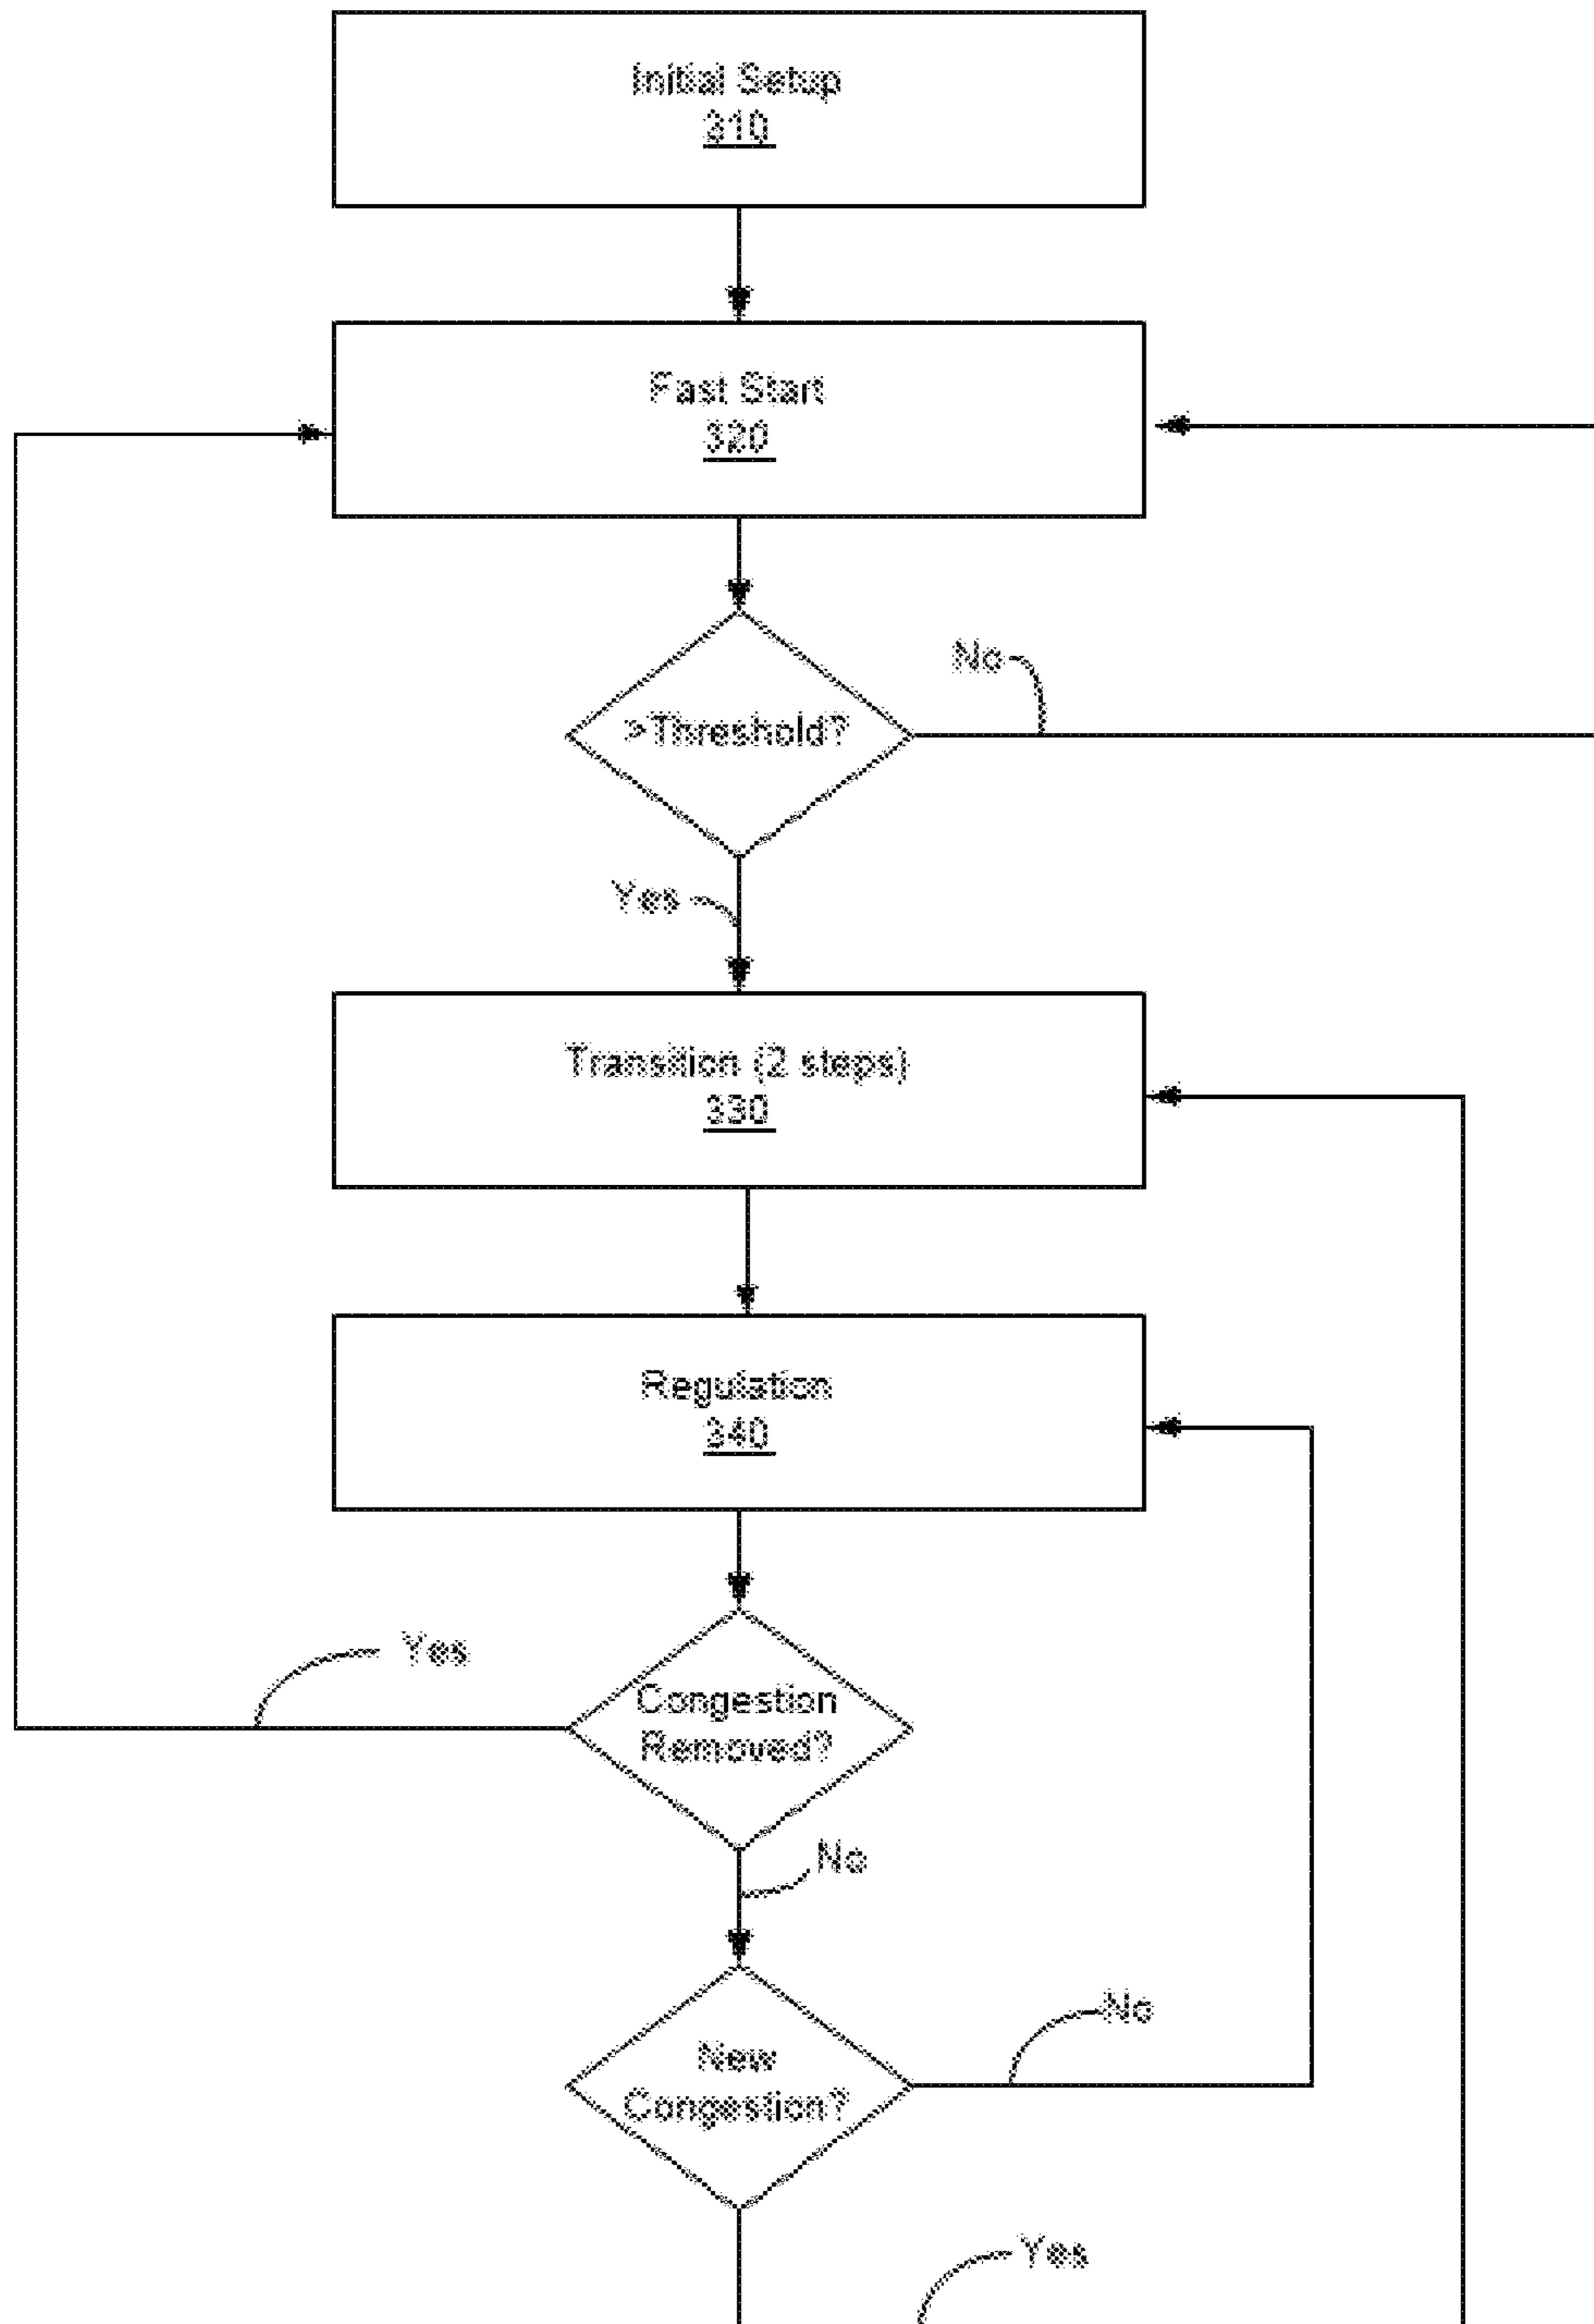 Initial Setup
310
Fast Start
320
No
>Threshold?
Yes
Transition (2 steps)
330
Regulation
340
Yes
Congestion
Removed?
No
No
New
Congestion?
Yes